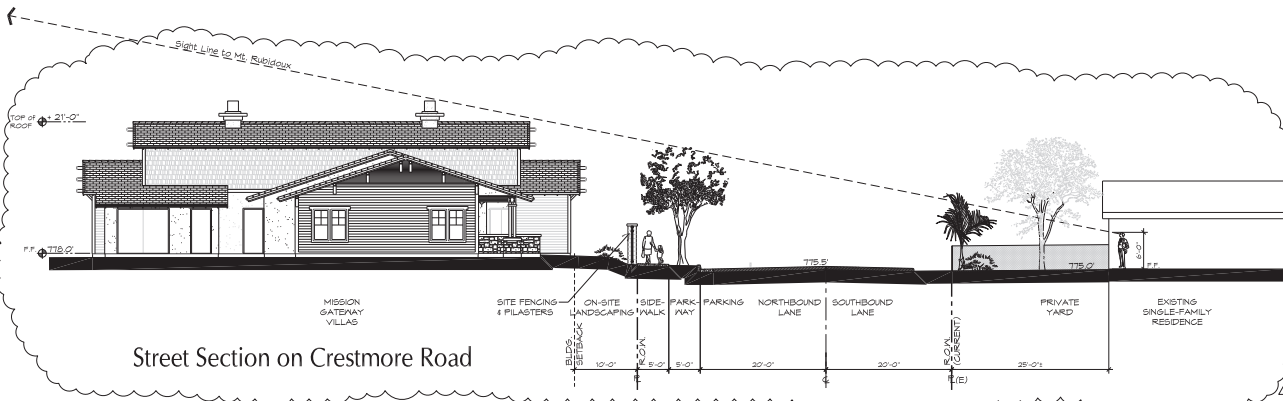 Sight Line to Mt. Rubidoux
TOP of
ROOF
+ 21'-0"
F.F.
778.0'
775.5'
775.0'
6'-0"
F.F.
MISSION
GATEWAY
VILLAS
SITE FENCING
& PILASTERS
ON-SITE
LANDSCAPING
SIDE-
WALK
PARK-
WAY
PARKING
NORTHBOUND
LANE
SOUTHBOUND
LANE
PRIVATE
YARD
EXISTING
SINGLE-FAMILY
RESIDENCE
BLDG.
SETBACK
R.O.W.
R.O.W.
(CURRENT)
Street Section on Crestmore Road
10'-0"
5'-0"
5'-0"
20'-0"
20'-0"
25'-0"±
PL
CL
PL(E)